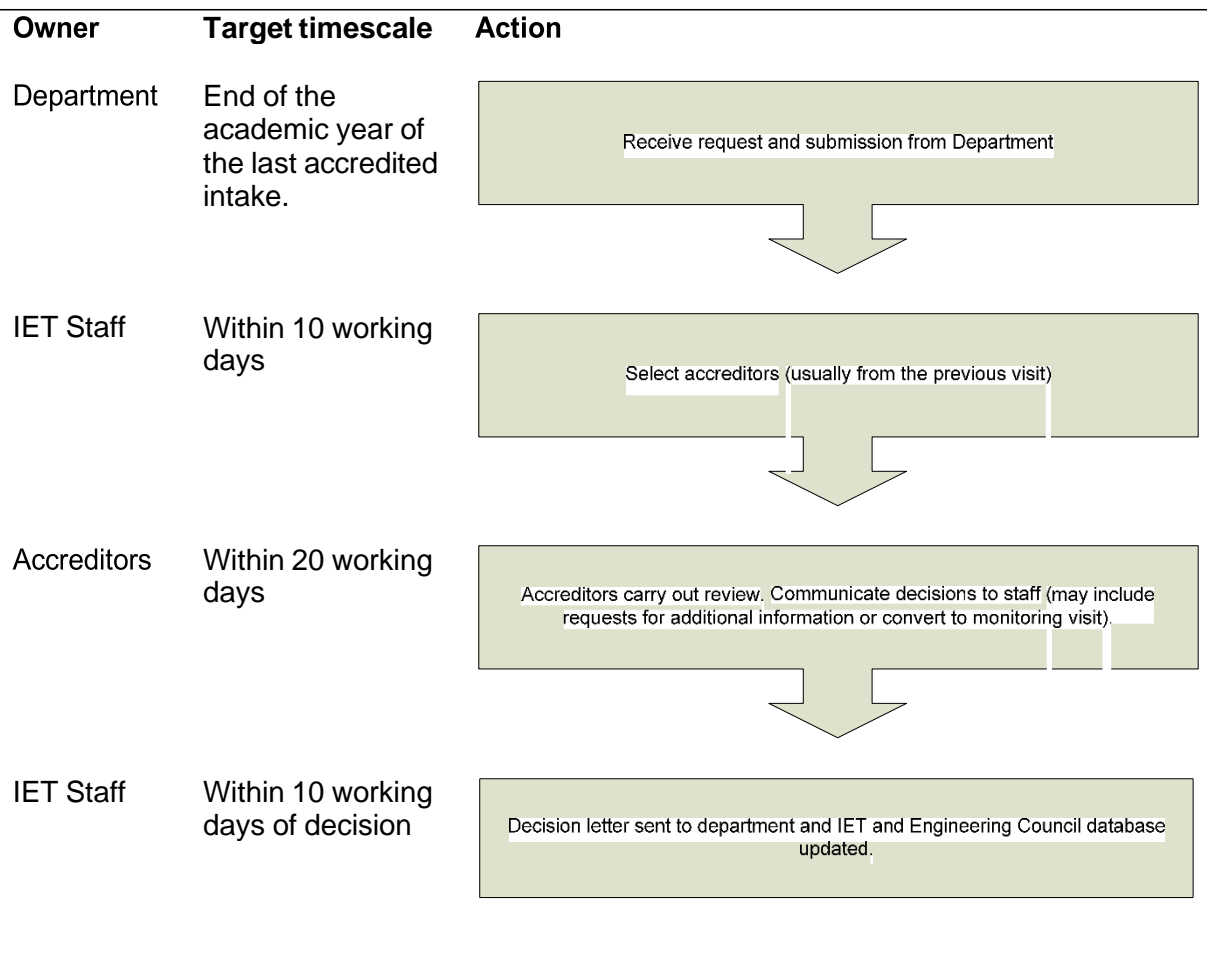 Owner Target timescale Action
Department
End of the
academic year of
the last accredited
intake.
Receive request and submission from Department
IET Staff
Within 10 working
days
Select accreditors (usually from the previous visit)
Accreditors
Within 20 working
days
Accreditors carry out review. Communicate decisions to staff (may include
requests for additional information or convert to monitoring visit).
IET Staff
Within 10 working
days of decision
Decision letter sent to department and IET and Engineering Council database
updated.